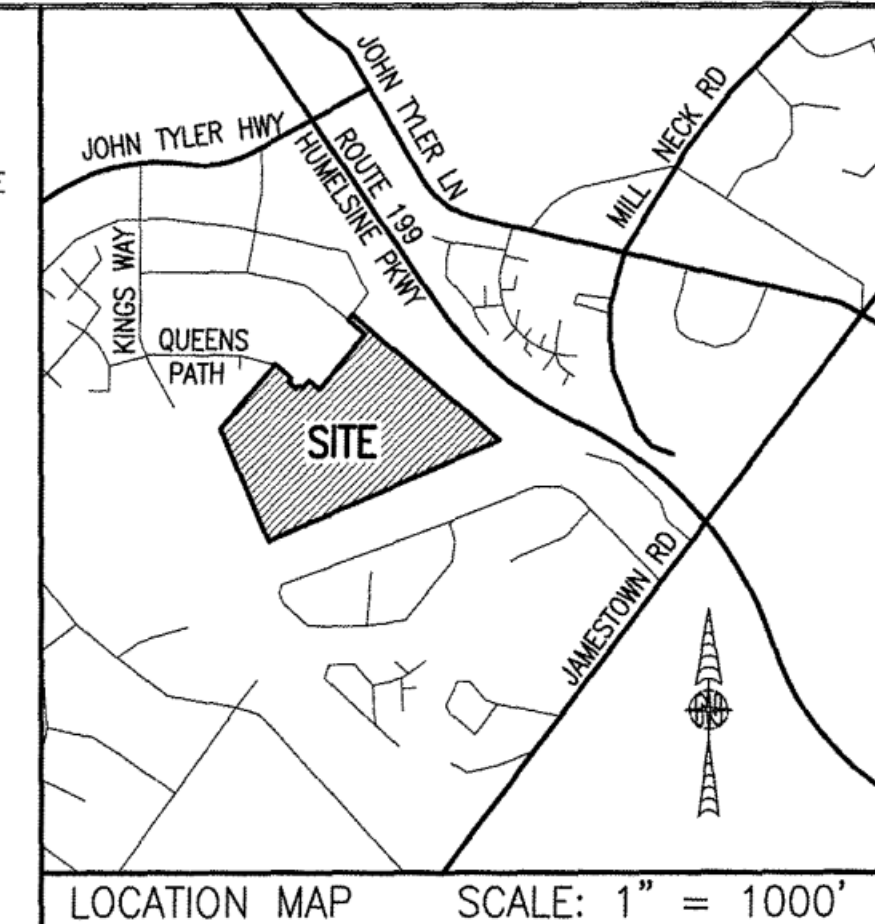 JOHN TYLER HWY
JOHN TYLER LN
ROUTE 199
HUMELSINE PKWY
MILL NECK RD
KINGS WAY
QUEENS
PATH
SITE
JAMESTOWN RD
LOCATION MAP SCALE: 1" = 1000'